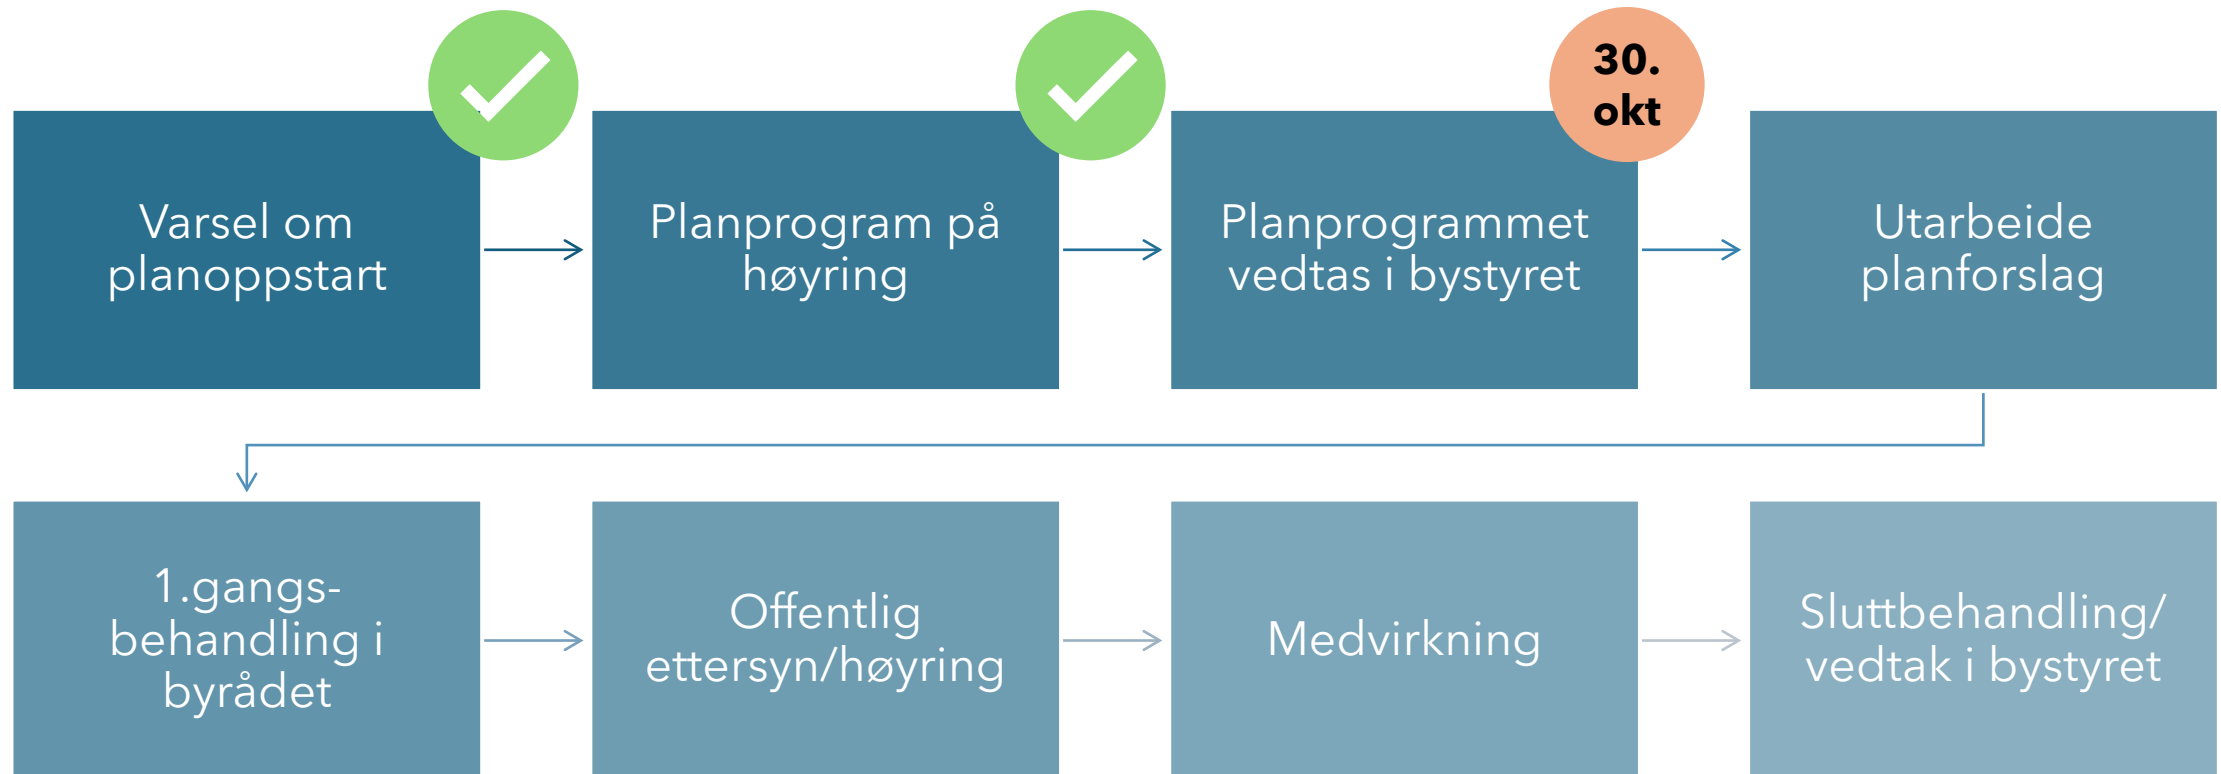 30.
okt
Varsel om
planoppstart
Planprogram på
høyring
Planprogrammet
vedtas i bystyret
Utarbeide
planforslag
1.gangs-
behandling i
byrådet
Offentlig
ettersyn/høyring
Medvirkning
Sluttbehandling/
vedtak i bystyret